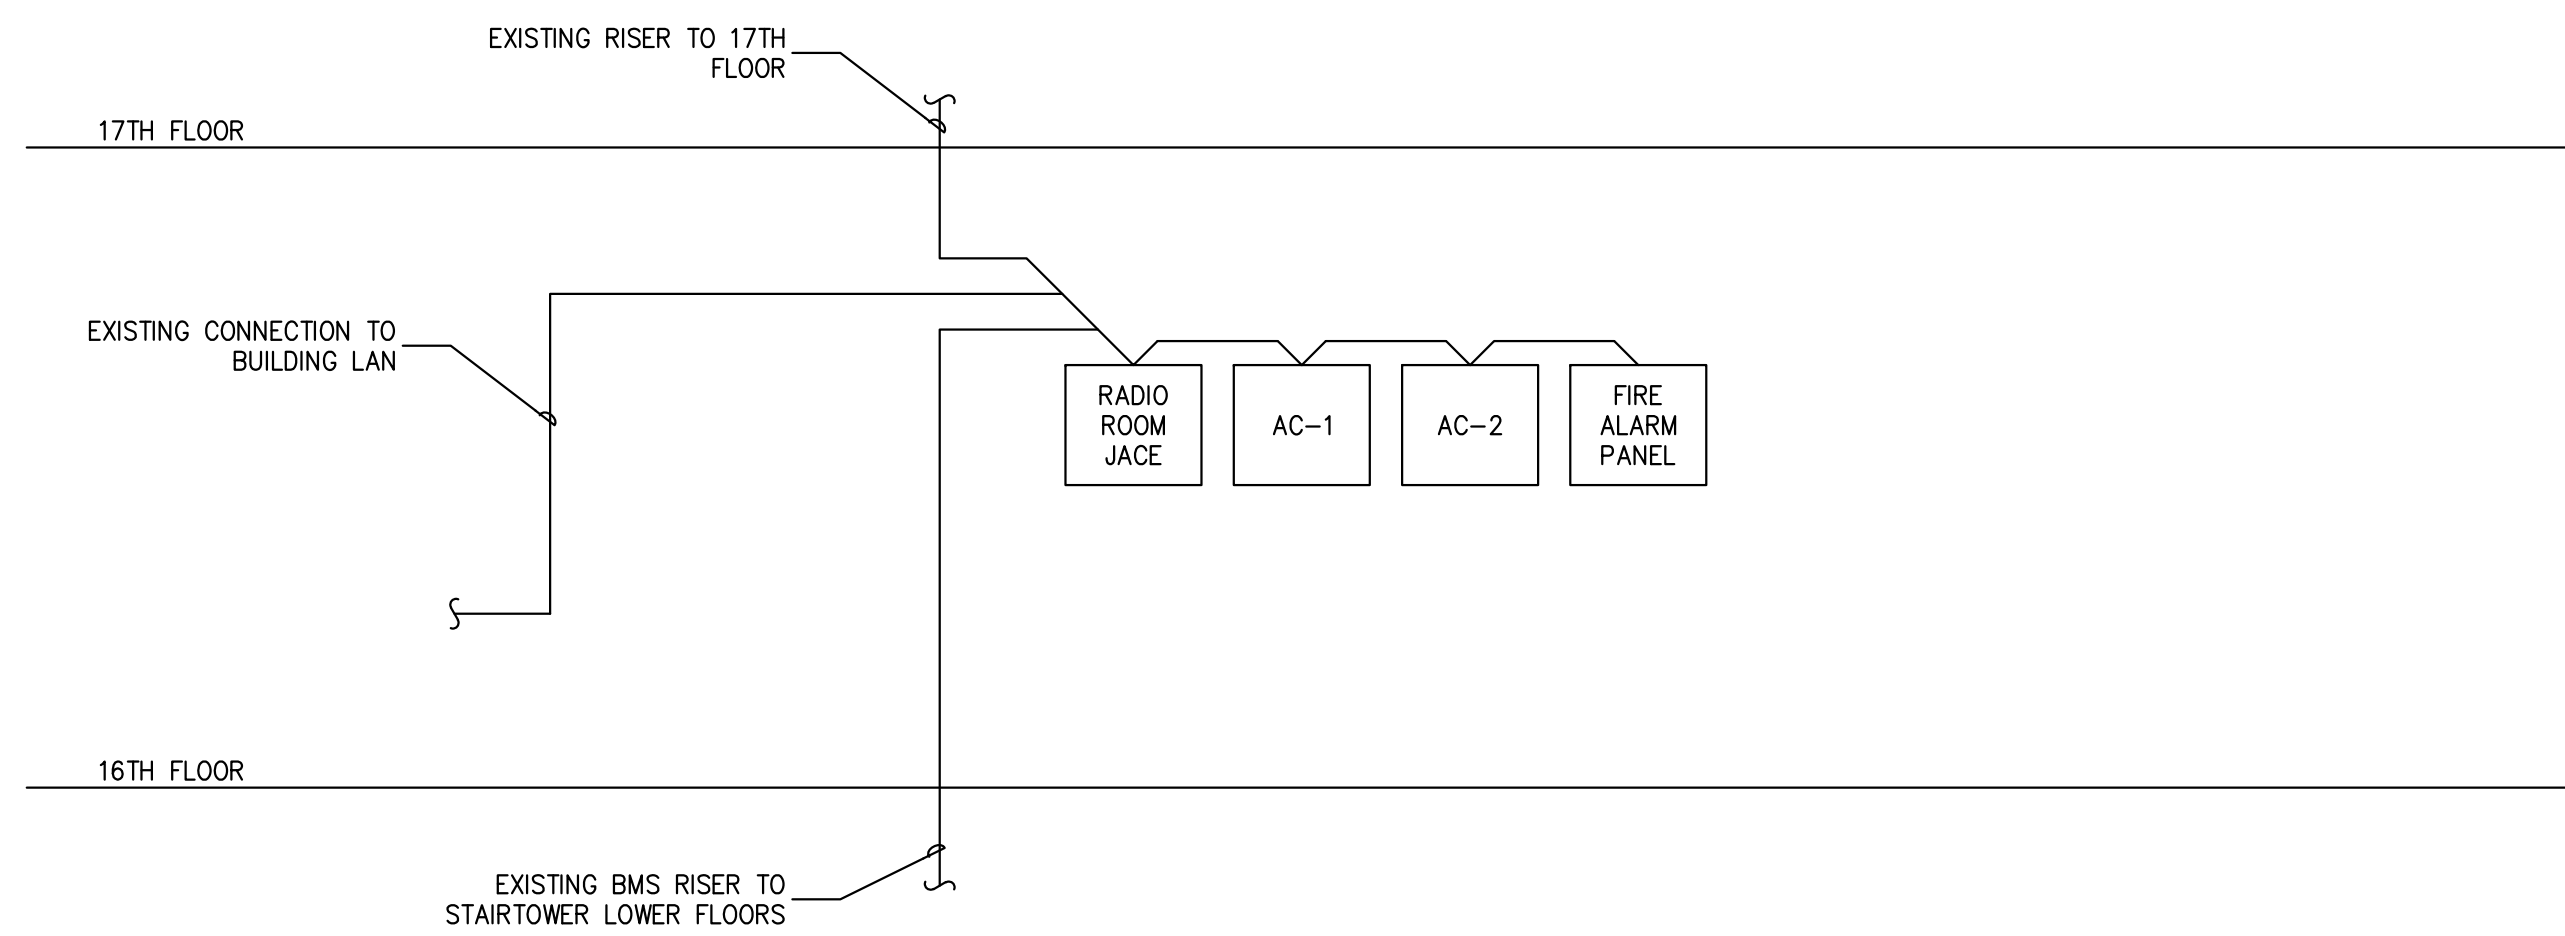 EXISTING RISER TO 17TH
FLOOR
17TH FLOOR
EXISTING CONNECTION TO
BUILDING LAN
RADIO
ROOM
JACE
AC-1
AC-2
FIRE
ALARM
PANEL
16TH FLOOR
EXISTING BMS RISER TO
STAIRTOWER LOWER FLOORS